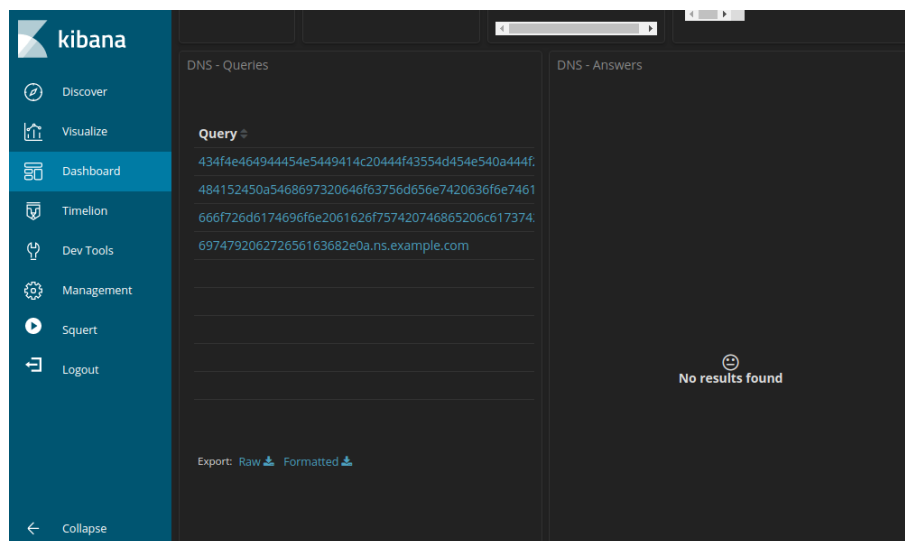 kibana
Discover
Visualize
Dashboard
Timelion
Dev Tools
Management
Squert
Logout
Collapse
DNS - Queries
Query
434f4e464944454e5449414c20444f43554d454e540a444f
484152450a5468697320646f63756d656e7420636f6e7461
666f726d6174696f6e2061626f757420746865206c617374
697479206272656163682e0a.ns.example.com
Export: Raw Formatted
DNS - Answers
No results found